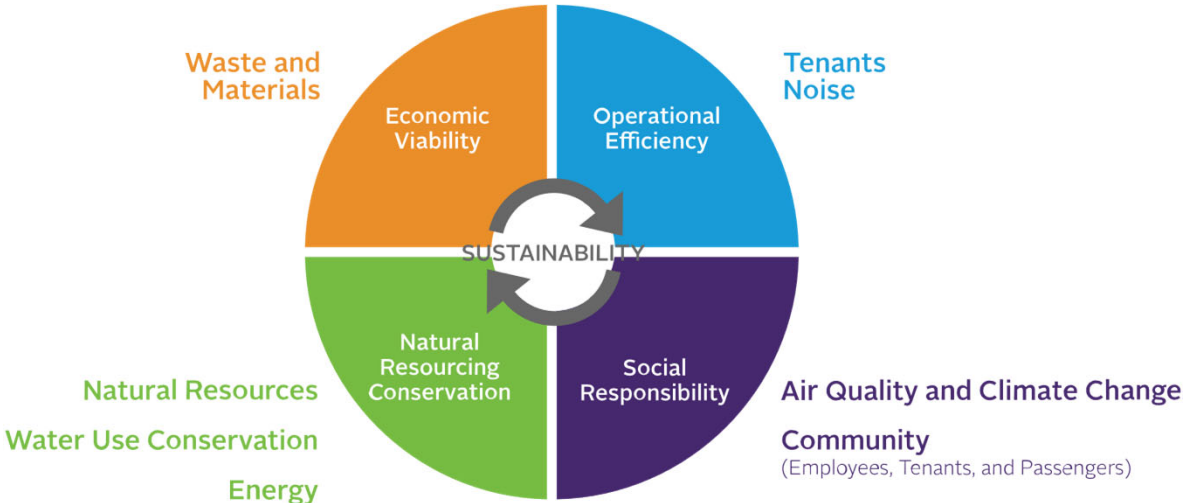 Waste and
Materials
Economic
Viability
Operational
Efficiency
Tenants
Noise
SUSTAINABILITY
Natural
Resourcing
Conservation
Natural Resources
Water Use Conservation
Energy
Social
Responsibility
Air Quality and Climate Change
Community
(Employees, Tenants, and Passengers)